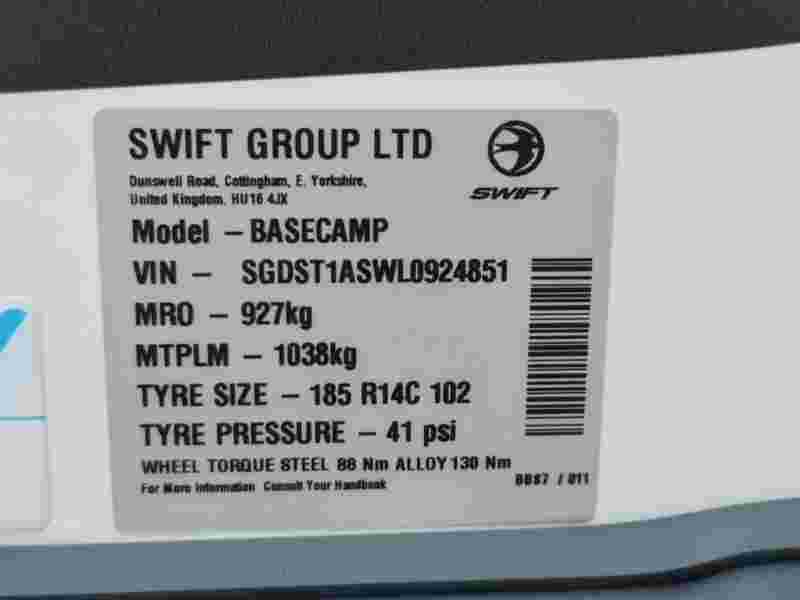 SWIFT GROUP LTD
SWIFT
Dunswell Road, Cottingham, E. Yorkshire,
United Kingdom, HU16 4JX
Model – BASECAMP
VIN – SGDST1ASWL0924851
MRO – 927kg
MTPLM – 1038kg
TYRE SIZE – 185 R14C 102
TYRE PRESSURE – 41 psi
WHEEL TORQUE STEEL 88 Nm ALLOY 130 Nm
For More Information Consult Your Handbook